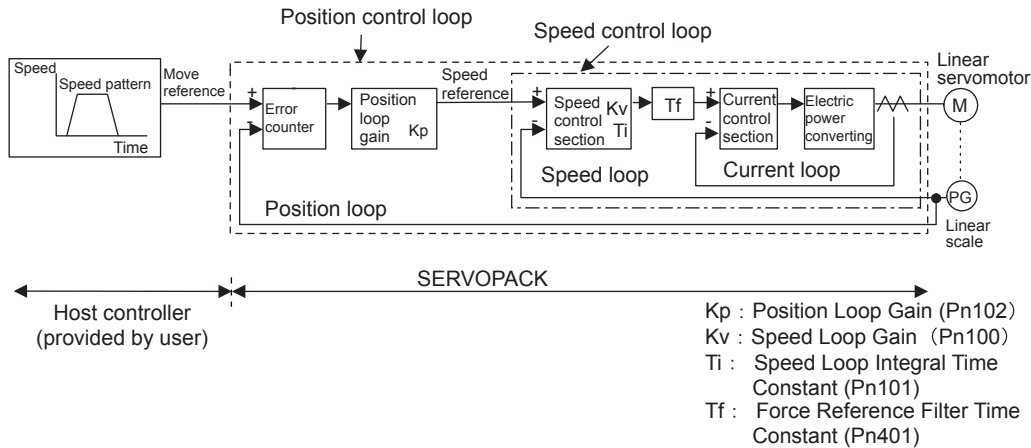 Position control loop
Speed control loop
Speed
Speed pattern
Time
Move
reference
+
-
Error
counter
Position
loop
gain
Kp
Speed
reference
+
-
Speed
control
section
Kv
Ti
Tf
+
-
Current
control
section
Electric
power
converting
Linear
servomotor
M
Speed loop
Current loop
Position loop
PG
Linear
scale
SERVOPACK
Host controller
(provided by user)
Kp : Position Loop Gain (Pn102)
Kv : Speed Loop Gain (Pn100)
Ti : Speed Loop Integral Time
Constant (Pn101)
Tf : Force Reference Filter Time
Constant (Pn401)